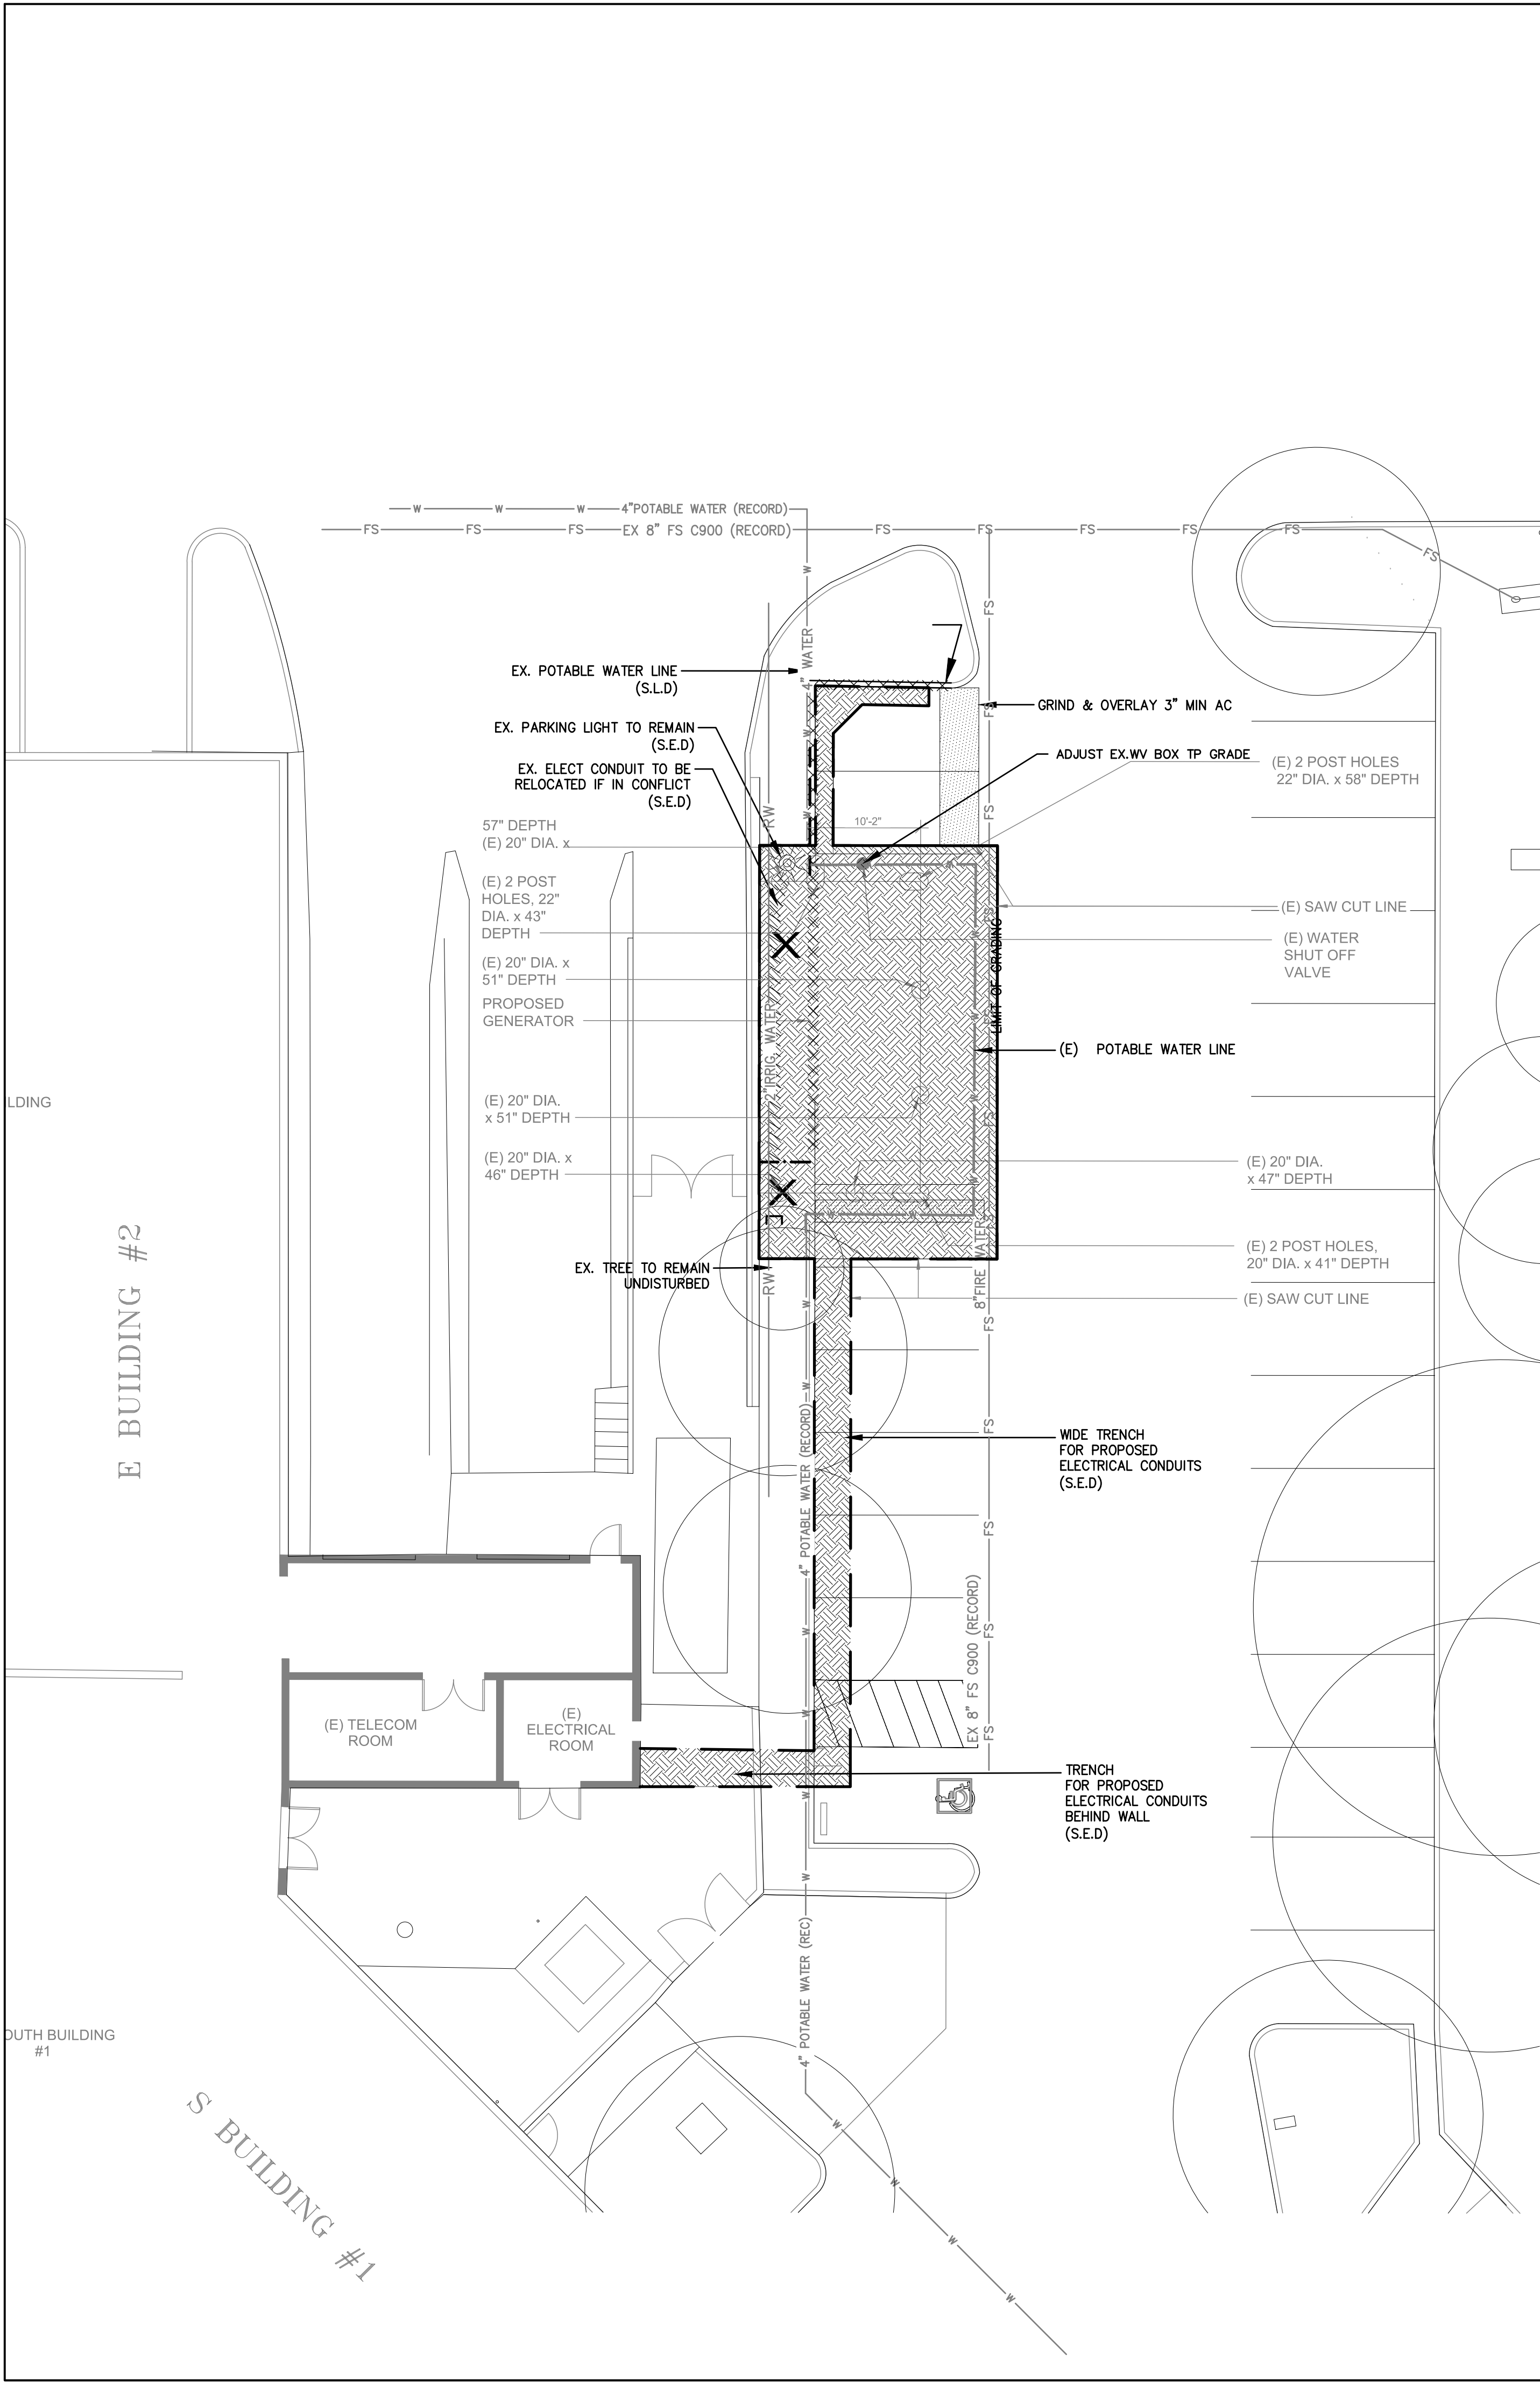 4"POTABLE WATER (RECORD)
EX 8" FS C900 (RECORD)
4" WATER
EX. POTABLE WATER LINE
(S.L.D)
EX. PARKING LIGHT TO REMAIN
(S.E.D)
EX. ELECT CONDUIT TO BE
RELOCATED IF IN CONFLICT
(S.E.D)
57" DEPTH
(E) 20" DIA. x
(E) 2 POST
HOLES, 22"
DIA. x 43"
DEPTH
(E) 20" DIA. x
51" DEPTH
PROPOSED
GENERATOR
(E) 20" DIA.
x 51" DEPTH
(E) 20" DIA. x
46" DEPTH
EX. TREE TO REMAIN
UNDISTURBED
RW
RW
10'-2"
2"IRRIG. WATER
LIMIT OF GRADING
8"FIRE WATER
GRIND & OVERLAY 3" MIN AC
ADJUST EX.WV BOX TP GRADE
(E) 2 POST HOLES
22" DIA. x 58" DEPTH
(E) SAW CUT LINE
(E) WATER
SHUT OFF
VALVE
(E) POTABLE WATER LINE
(E) 20" DIA.
x 47" DEPTH
(E) 2 POST HOLES,
20" DIA. x 41" DEPTH
(E) SAW CUT LINE
WIDE TRENCH
FOR PROPOSED
ELECTRICAL CONDUITS
(S.E.D)
4" POTABLE WATER (RECORD)
EX 8" FS C900 (RECORD)
TRENCH
FOR PROPOSED
ELECTRICAL CONDUITS
BEHIND WALL
(S.E.D)
4" POTABLE WATER (REC)
LDING
E BUILDING #2
(E) TELECOM
ROOM
(E)
ELECTRICAL
ROOM
OUTH BUILDING
#1
S BUILDING #1